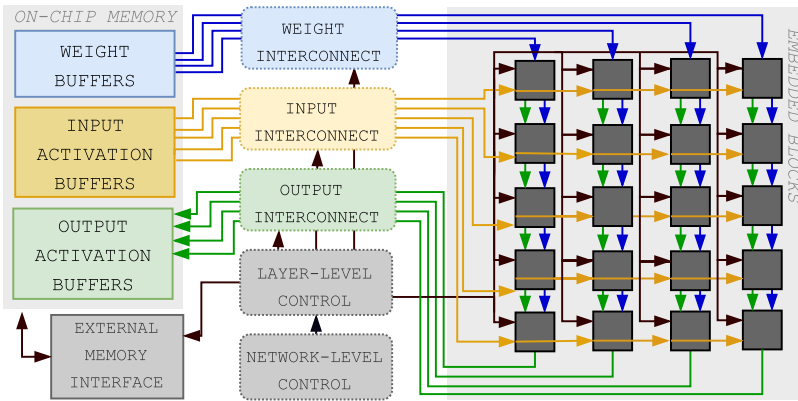 ON-CHIP MEMORY
WEIGHT
BUFFERS
INPUT
ACTIVATION
BUFFERS
OUTPUT
ACTIVATION
BUFFERS
EXTERNAL
MEMORY
INTERFACE
WEIGHT
INTERCONNECT
INPUT
INTERCONNECT
OUTPUT
INTERCONNECT
LAYER-LEVEL
CONTROL
NETWORK-LEVEL
CONTROL
EMBEDDED BLOCKS